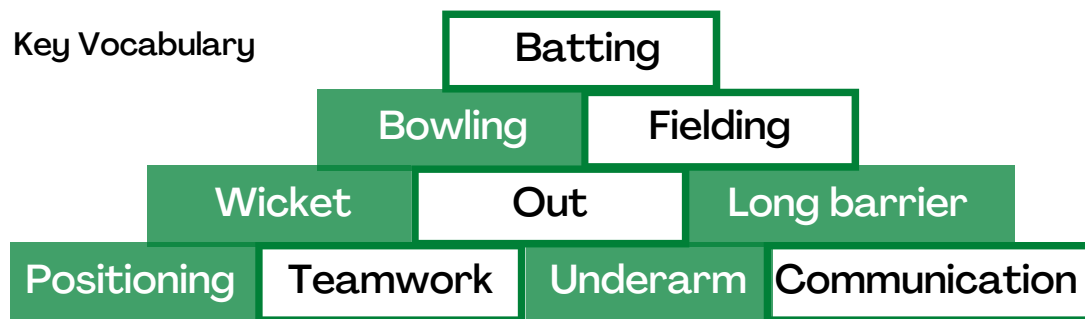 Key Vocabulary
Batting
Bowling Fielding
Wicket Out Long barrier
Positioning Teamwork Underarm Communication